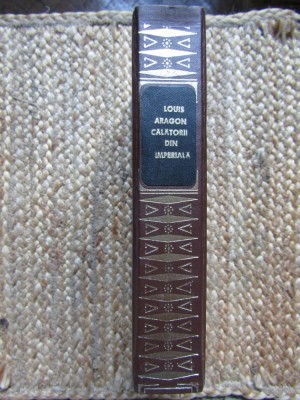 LOUIS
ARAGON
CALATORII
DIN
IMPERIALA